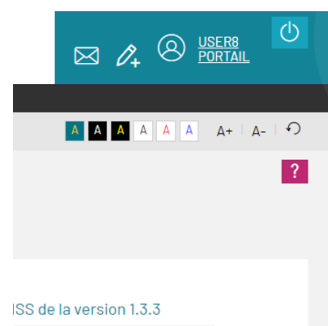 USER8
PORTAIL
A A A A A A A+ A-
?
ISS de la version 1.3.3